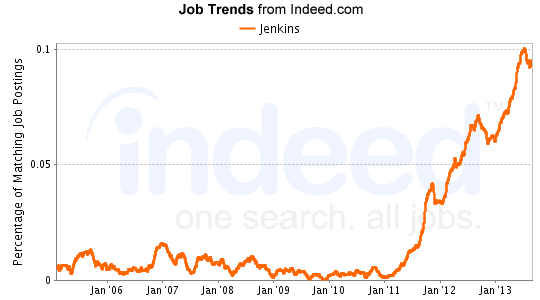 Job Trends from Indeed.com
Jenkins
Percentage of Matching Job Postings
0.1
0.05
0
indeed
TM
one search. all jobs.
Jan'06
Jan'07
Jan'08
Jan'09
Jan'10
Jan'11
Jan'12
Jan'13